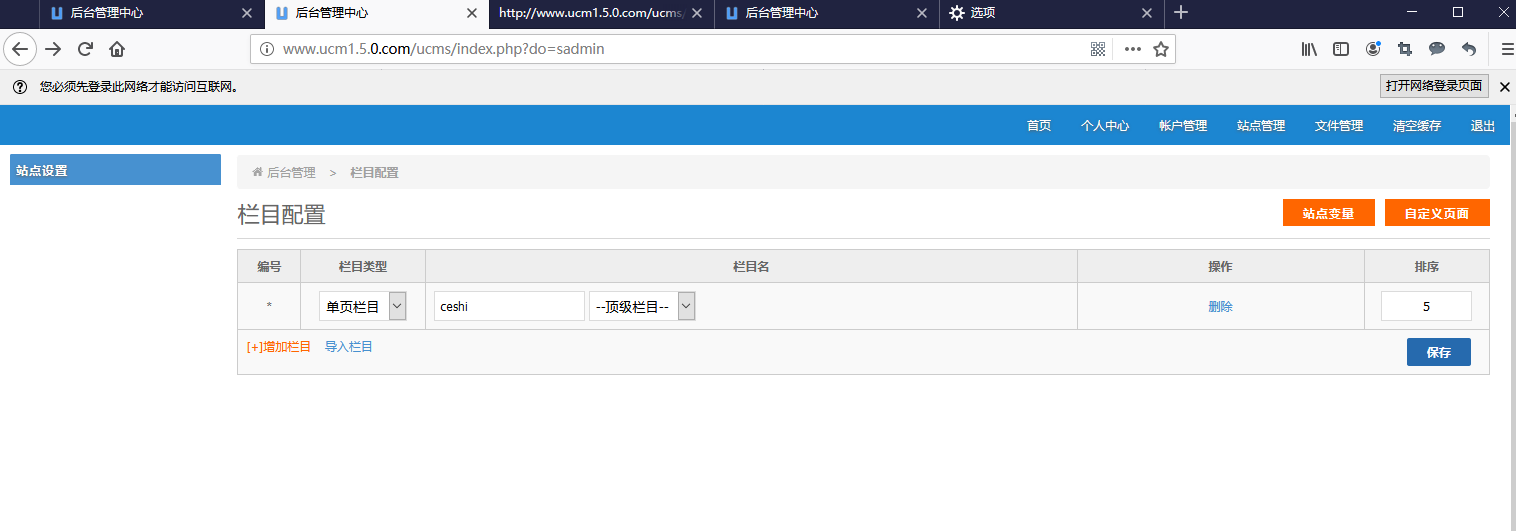 后台管理中心
后台管理中心
http://www.ucm1.5.0.com/ucms/
后台管理中心
选项
www.ucm1.5.0.com/ucms/index.php?do=sadmin
您必须先登录此网络才能访问互联网。
打开网络登录页面
首页 个人中心 帐户管理 站点管理 文件管理 清空缓存 退出
站点设置
后台管理 > 栏目配置
栏目配置
站点变量 自定义页面
编号 栏目类型 栏目名 操作 排序
* 单页栏目 ceshi --顶级栏目-- 删除 5
[+]增加栏目 导入栏目 保存